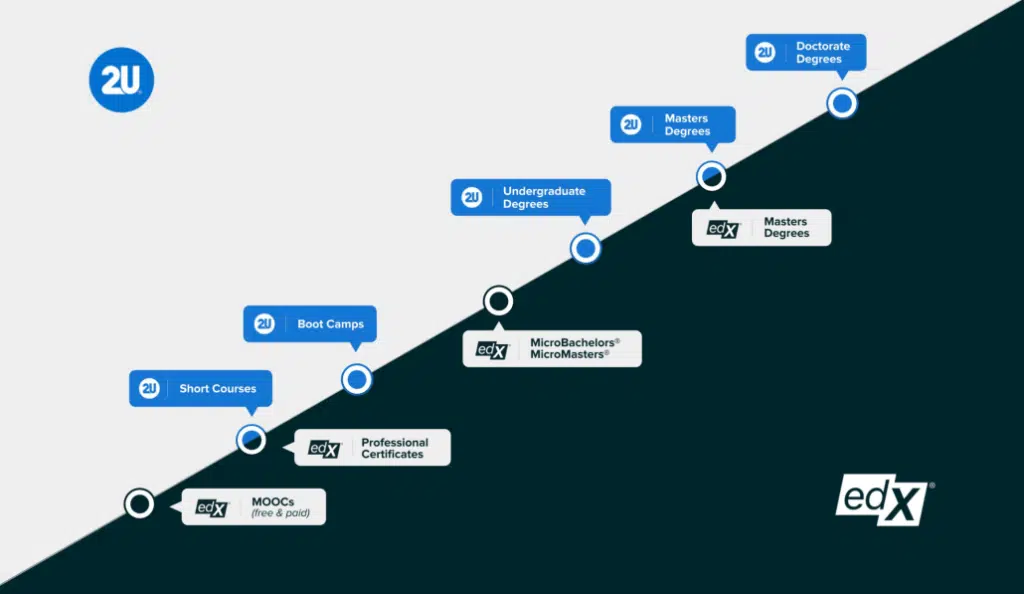 2U
2U
Doctorate
Degrees
2U
Masters
Degrees
2U
Undergraduate
Degrees
edX
Masters
Degrees
2U
Boot Camps
edX
MicroBachelors®
MicroMasters®
2U
Short Courses
edX
Professional
Certificates
edX
MOOCs
(free & paid)
edX®